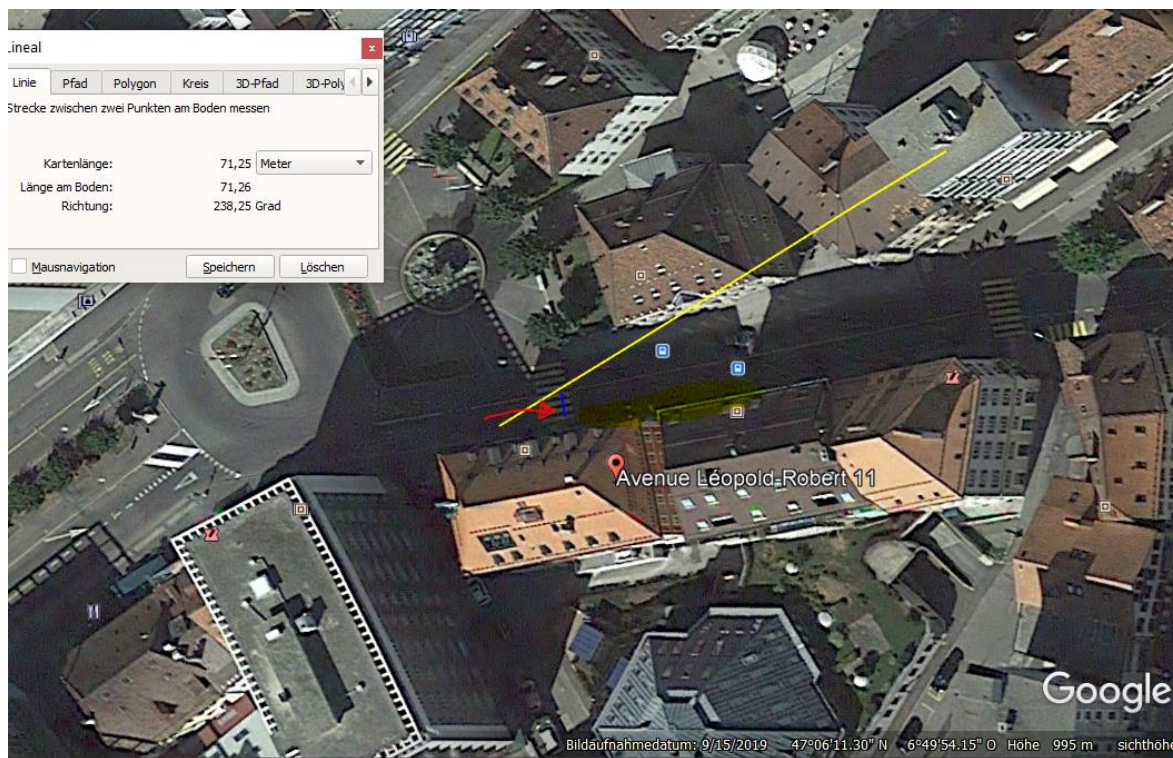 Lineal
Linie Pfad Polygon Kreis 3D-Pfad 3D-Poly
Strecke zwischen zwei Punkten am Boden messen
Kartenlänge: 71,25 Meter
Länge am Boden: 71,26
Richtung: 238,25 Grad
Mausnavigation Speichern Löschen
Avenue Léopold-Robert 11
Google
Bildaufnahmedatum: 9/15/2019 47°06'11.30" N 6°49'54.15" O Höhe 995 m sichthöhe